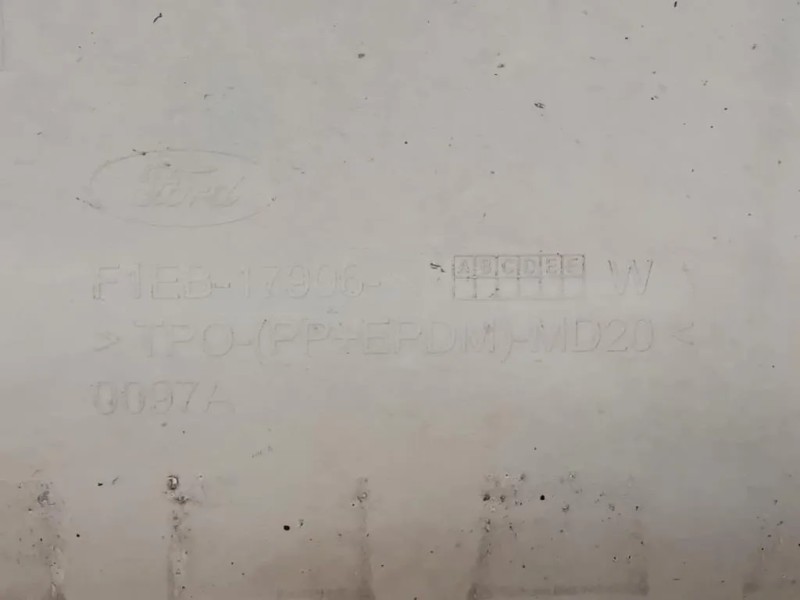 Ford
F1EB-17906- ABCDEF W
>TPO-(PP+EPDM)-MD20<
0097A